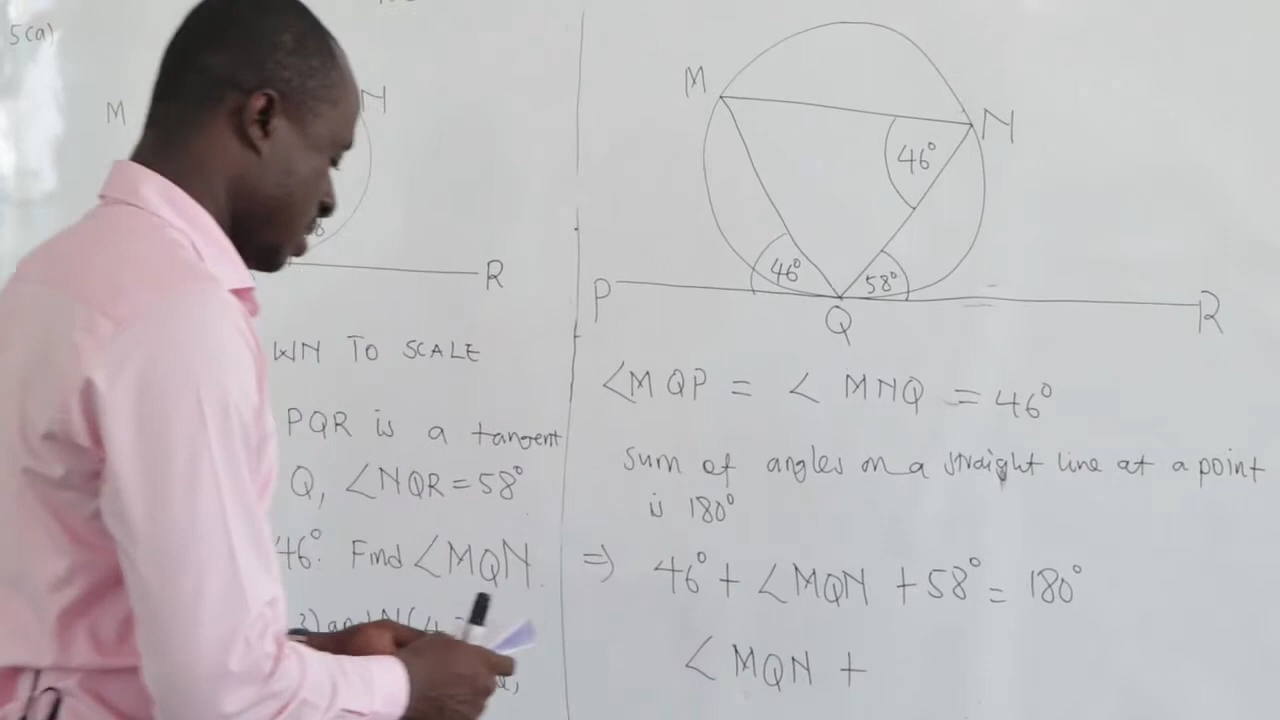 5(a)
M
N
R
WN TO SCALE
PQR is a tangent
Q, ∠NQR = 58°
46°. Find ∠MQN
M
N
46°
46°
58°
P
Q
R
∠MQP = ∠MNQ = 46°
sum of angles on a straight line at a point
is 180°
⇒ 46° + ∠MQN + 58° = 180°
∠MQN +